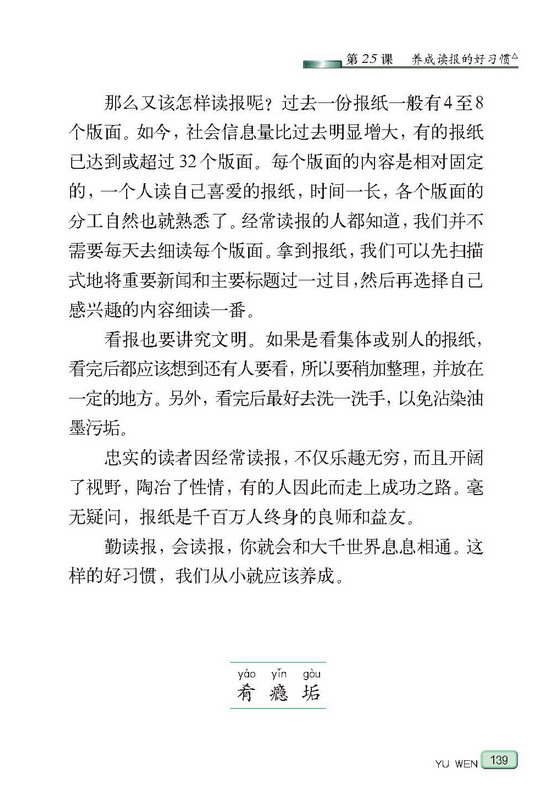 第25课 养成读报的好习惯△
那么又该怎样读报呢？过去一份报纸一般有4至8
个版面。如今，社会信息量比过去明显增大，有的报纸
已达到或超过32个版面。每个版面的内容是相对固定
的，一个人读自己喜爱的报纸，时间一长，各个版面的
分工自然也就熟悉了。经常读报的人都知道，我们并不
需要每天去细读每个版面。拿到报纸，我们可以先扫描
式地将重要新闻和主要标题过一过目，然后再选择自己
感兴趣的内容细读一番。
看报也要讲究文明。如果是看集体或别人的报纸，
看完后都应该想到还有人要看，所以要稍加整理，并放在
一定的地方。另外，看完后最好去洗一洗手，以免沾染油
墨污垢。
忠实的读者因经常读报，不仅乐趣无穷，而且开阔
了视野，陶冶了性情，有的人因此而走上成功之路。毫
无疑问，报纸是千百万人终身的良师和益友。
勤读报，会读报，你就会和大千世界息息相通。这
样的好习惯，我们从小就应该养成。
yáo yǐn gòu
肴 瘾 垢
YU WEN 139